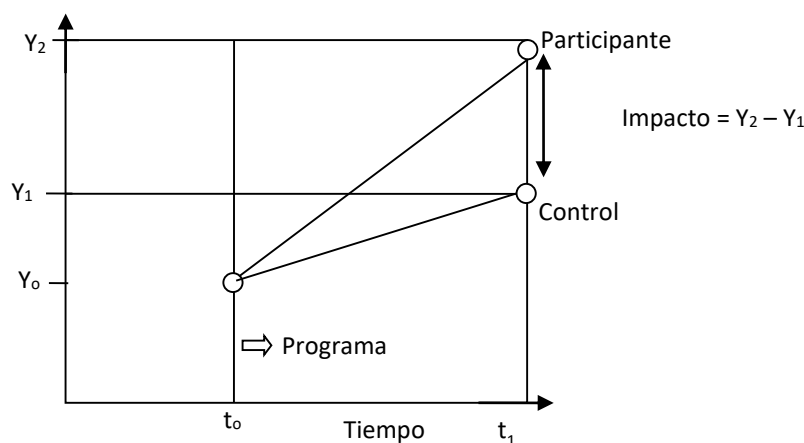 Y₂
Participante
Impacto = Y₂ – Y₁
Y₁
Control
Yₒ
Programa
tₒ
Tiempo
t₁